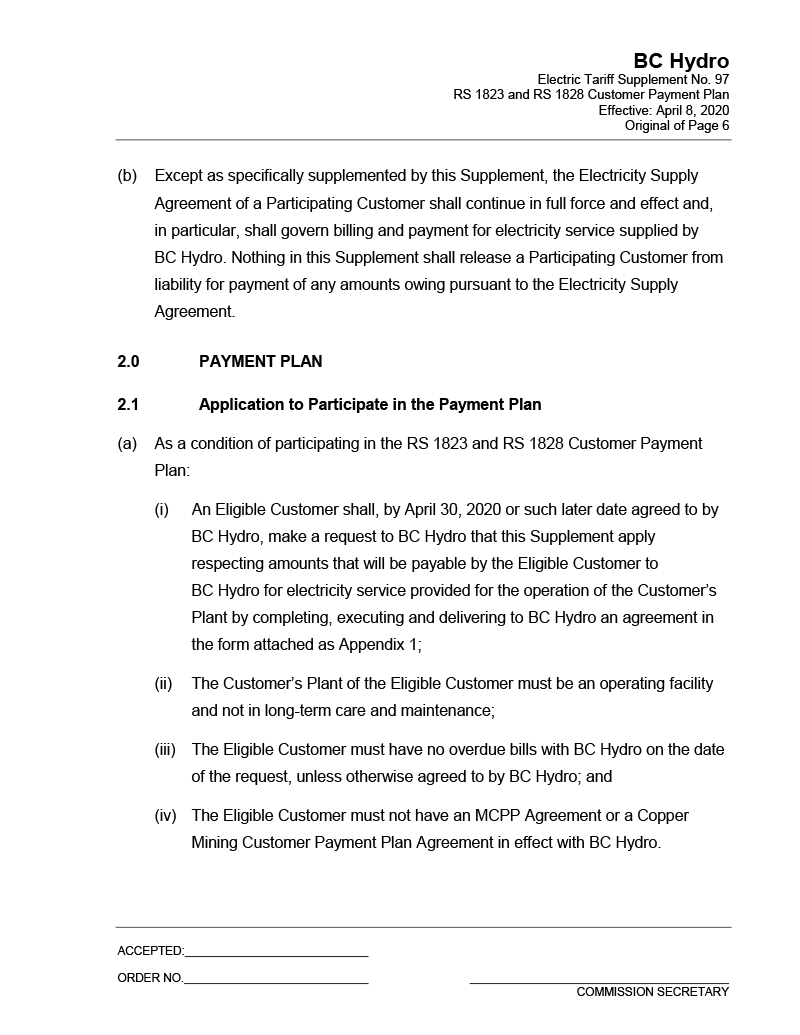 BC Hydro
Electric Tariff Supplement No. 97
RS 1823 and RS 1828 Customer Payment Plan
Effective: April 8, 2020
Original of Page 6
(b) Except as specifically supplemented by this Supplement, the Electricity Supply
Agreement of a Participating Customer shall continue in full force and effect and,
in particular, shall govern billing and payment for electricity service supplied by
BC Hydro. Nothing in this Supplement shall release a Participating Customer from
liability for payment of any amounts owing pursuant to the Electricity Supply
Agreement.
2.0 PAYMENT PLAN
2.1 Application to Participate in the Payment Plan
(a) As a condition of participating in the RS 1823 and RS 1828 Customer Payment
Plan:
(i) An Eligible Customer shall, by April 30, 2020 or such later date agreed to by
BC Hydro, make a request to BC Hydro that this Supplement apply
respecting amounts that will be payable by the Eligible Customer to
BC Hydro for electricity service provided for the operation of the Customer's
Plant by completing, executing and delivering to BC Hydro an agreement in
the form attached as Appendix 1;
(ii) The Customer's Plant of the Eligible Customer must be an operating facility
and not in long-term care and maintenance;
(iii) The Eligible Customer must have no overdue bills with BC Hydro on the date
of the request, unless otherwise agreed to by BC Hydro; and
(iv) The Eligible Customer must not have an MCPP Agreement or a Copper
Mining Customer Payment Plan Agreement in effect with BC Hydro.
ACCEPTED:
ORDER NO.
COMMISSION SECRETARY